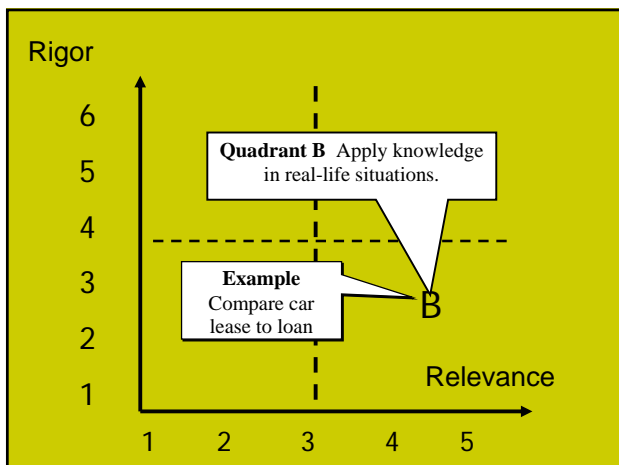 Rigor
6
Quadrant B Apply knowledge
in real-life situations.
5
4
Example
Compare car
lease to loan
3
B
2
Relevance
1
1 2 3 4 5